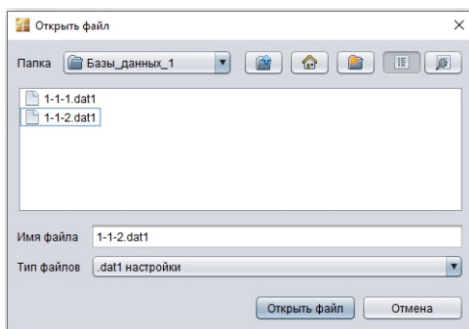 Открыть файл
Папка Базы_данных_1
1-1-1.dat1
1-1-2.dat1
Имя файла 1-1-2.dat1
Тип файлов .dat1 настройки
Открыть файл Отмена